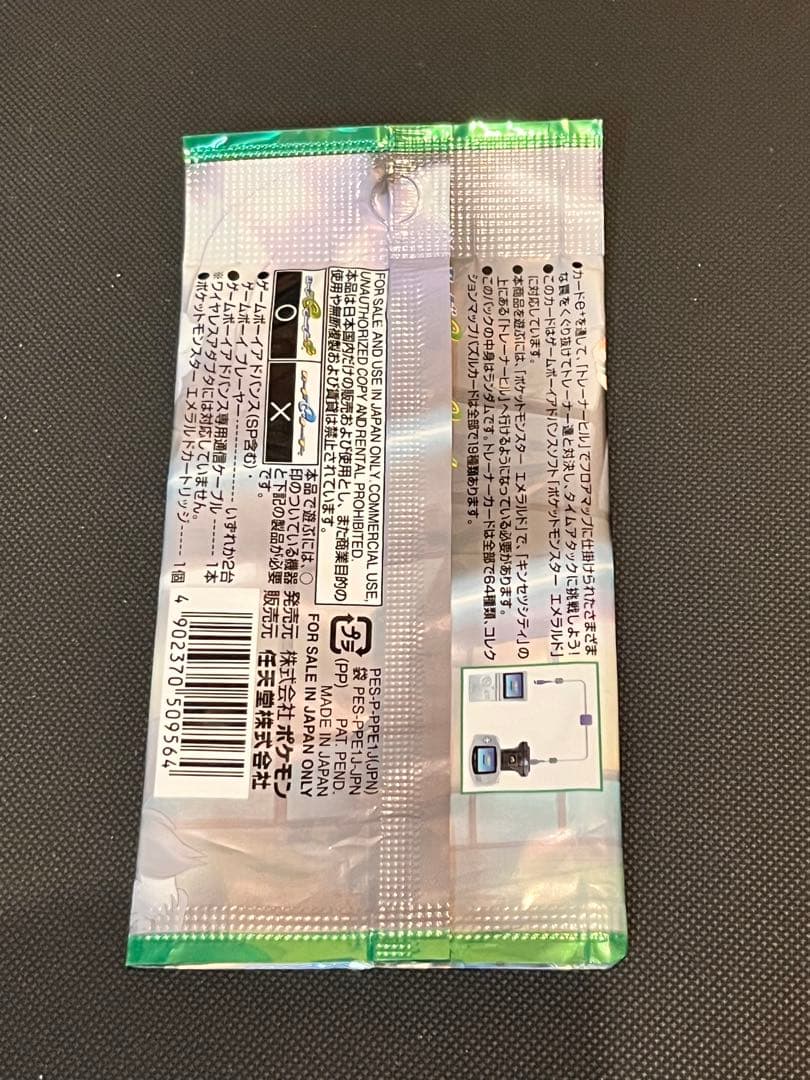 ●カードe+を通して、「トレーナーヒル」でフロアマップに仕掛けられたさまざま
な罠をくぐり抜けてトレーナー達と対決し、タイムアタックに挑戦しよう!
●このカードはゲームボーイアドバンスソフト「ポケットモンスター エメラルド」
に対応しています。
●本商品を遊ぶには、「ポケットモンスター エメラルド」で、「キンセツシティ」の
上にある「トレーナーヒル」へ行けるようになっている必要があります。
●このパックの中身はランダムです。トレーナーカードは全部で64種類、コレク
ションマップパズルカードは全部で19種類あります。
FOR SALE AND USE IN JAPAN ONLY. COMMERCIAL USE,
UNAUTHORIZED COPY AND RENTAL PROHIBITED.
本品は日本国内だけの販売および使用とし、また商業目的の
使用や無断複製および賃貸は禁止されています。
○
×
本品で遊ぶには、○
印のついている機器
と下記の製品が必要
です。
●ゲームボーイアドバンス(SP含む)・
ゲームボーイ プレーヤー------------ いずれか2台
●ゲームボーイアドバンス専用通信ケーブル ------- 1本
※ワイヤレスアダプタには対応していません。
●ポケットモンスター エメラルドカートリッジ----- 1個
PES-P-PPE1J(JPN)
袋 PES-PPE1J-JPN
プラ
(PP)
PAT. PEND.
MADE IN JAPAN
FOR SALE IN JAPAN ONLY
発売元 株式会社ポケモン
販売元 任天堂株式会社
4 902370 509564